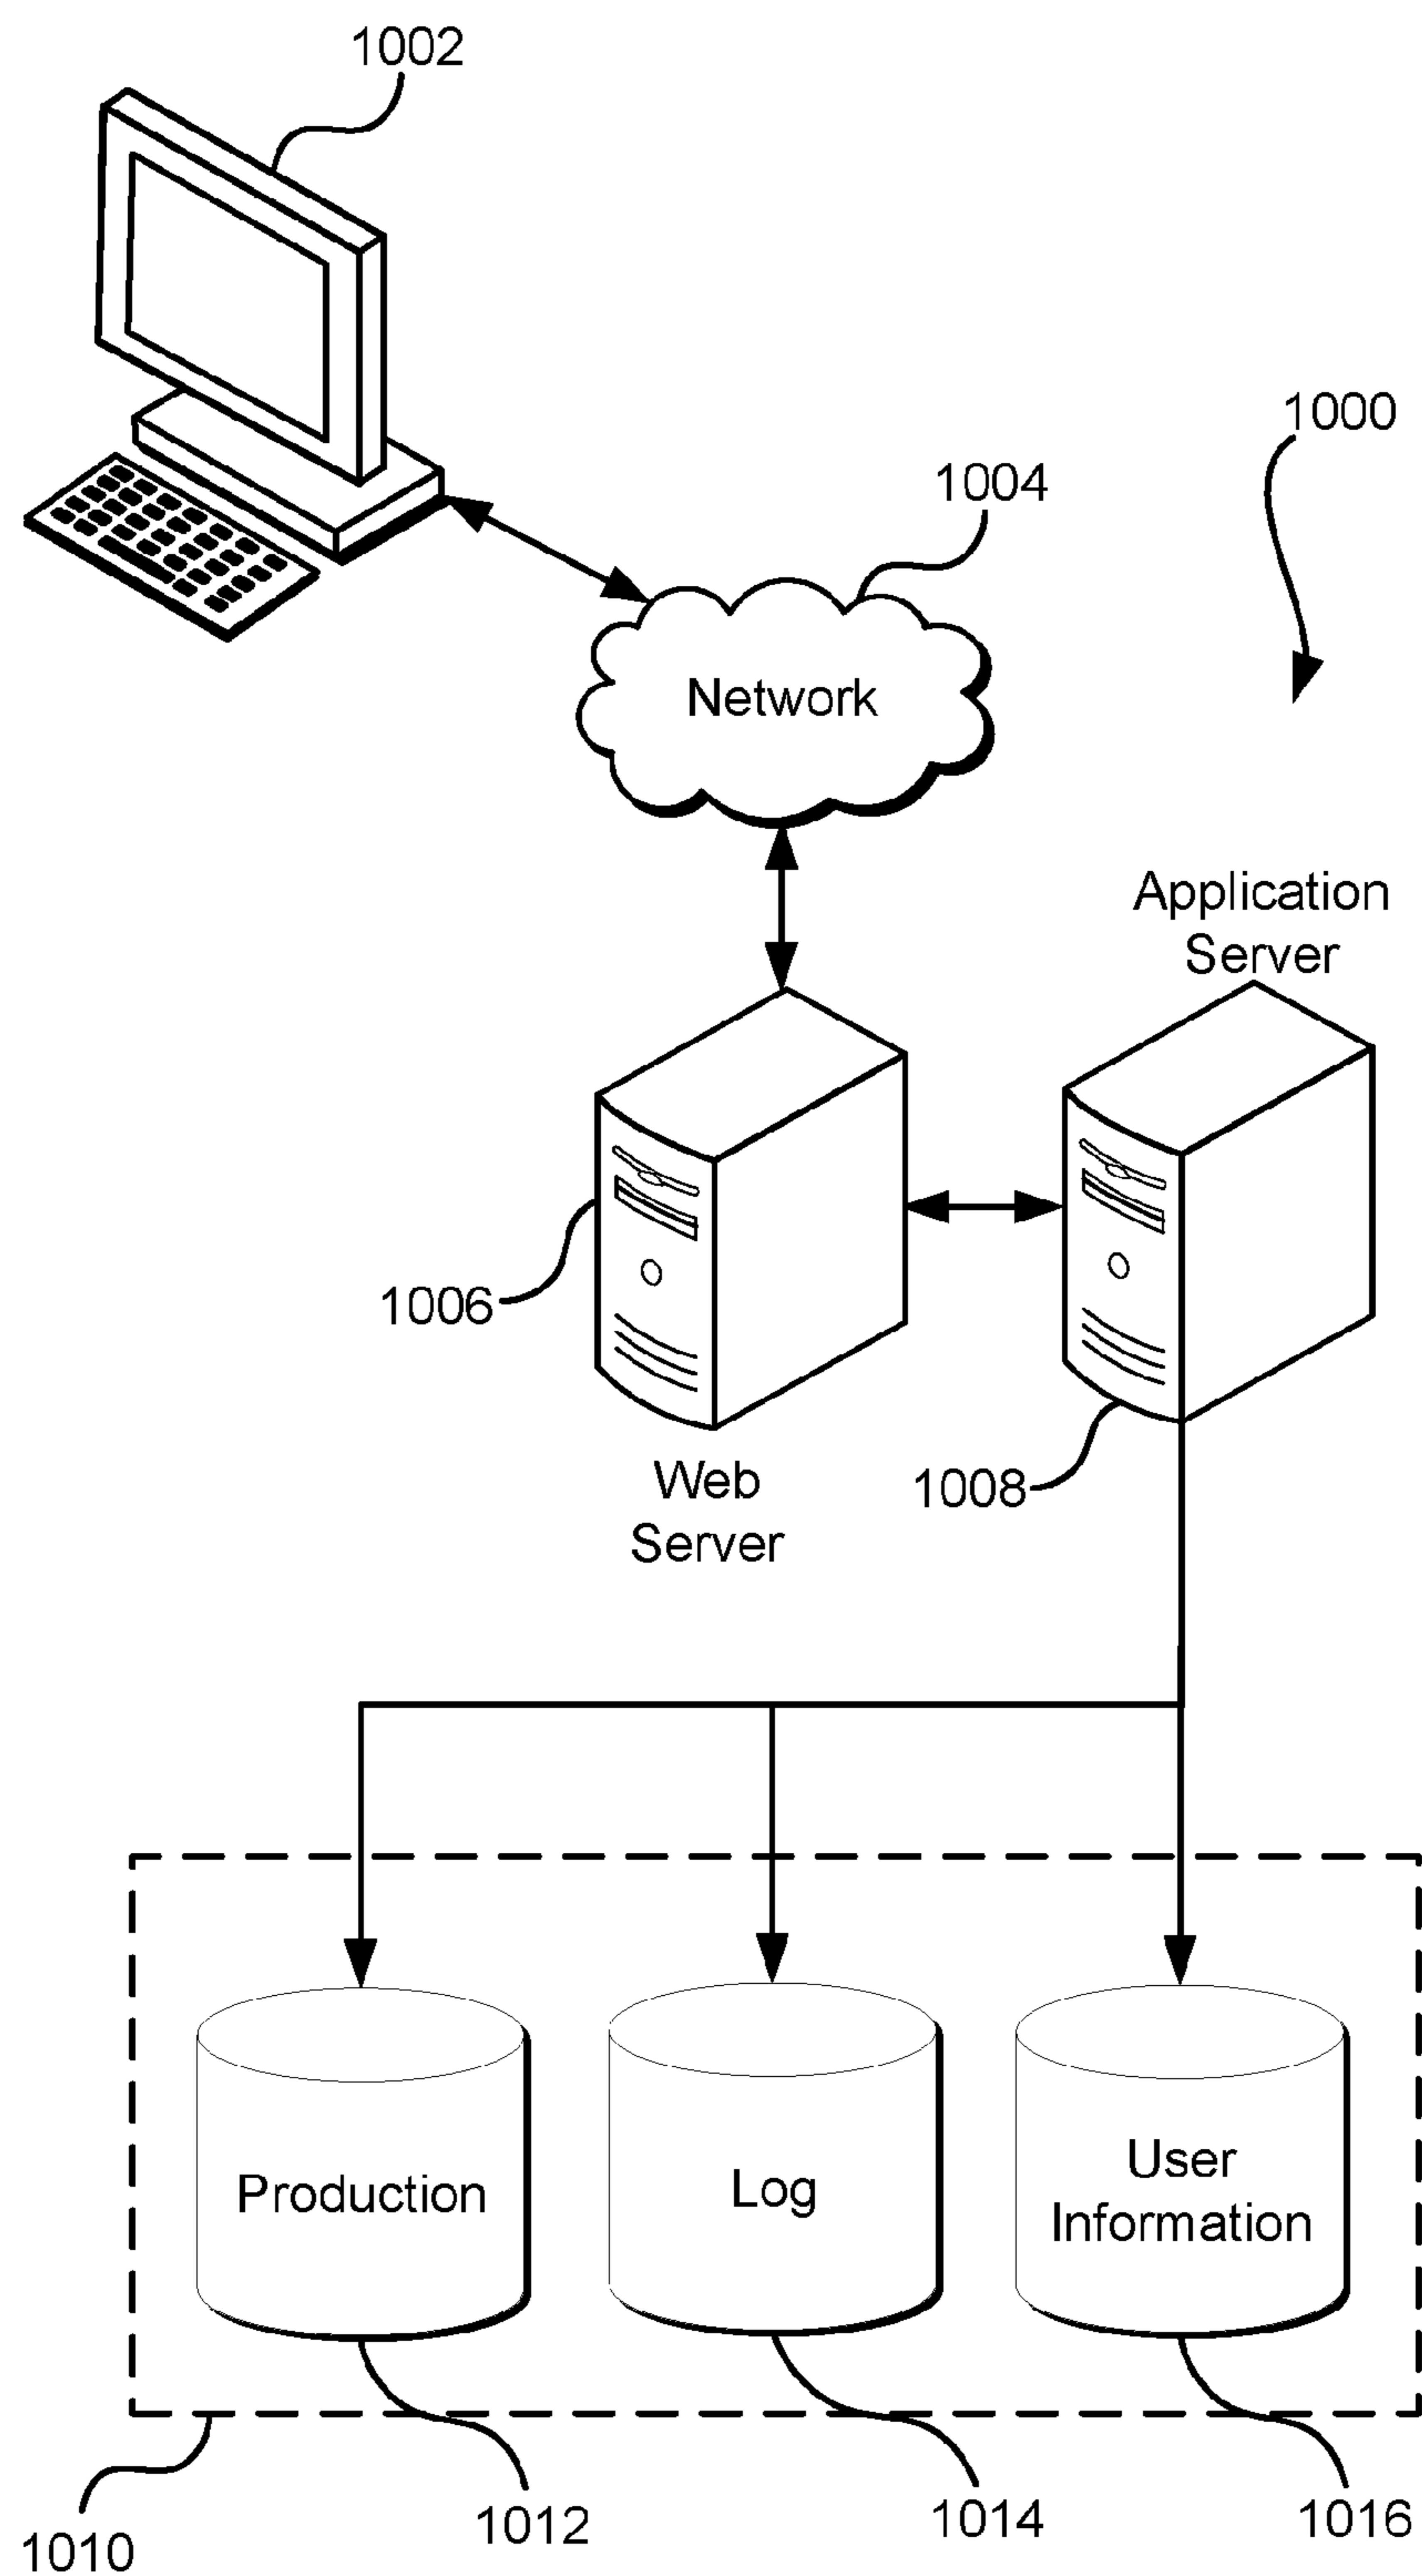 1002
1000
1004
Network
Application
Server
1006
Web
Server
1008
Production
Log
User
Information
1010
1012
1014
1016